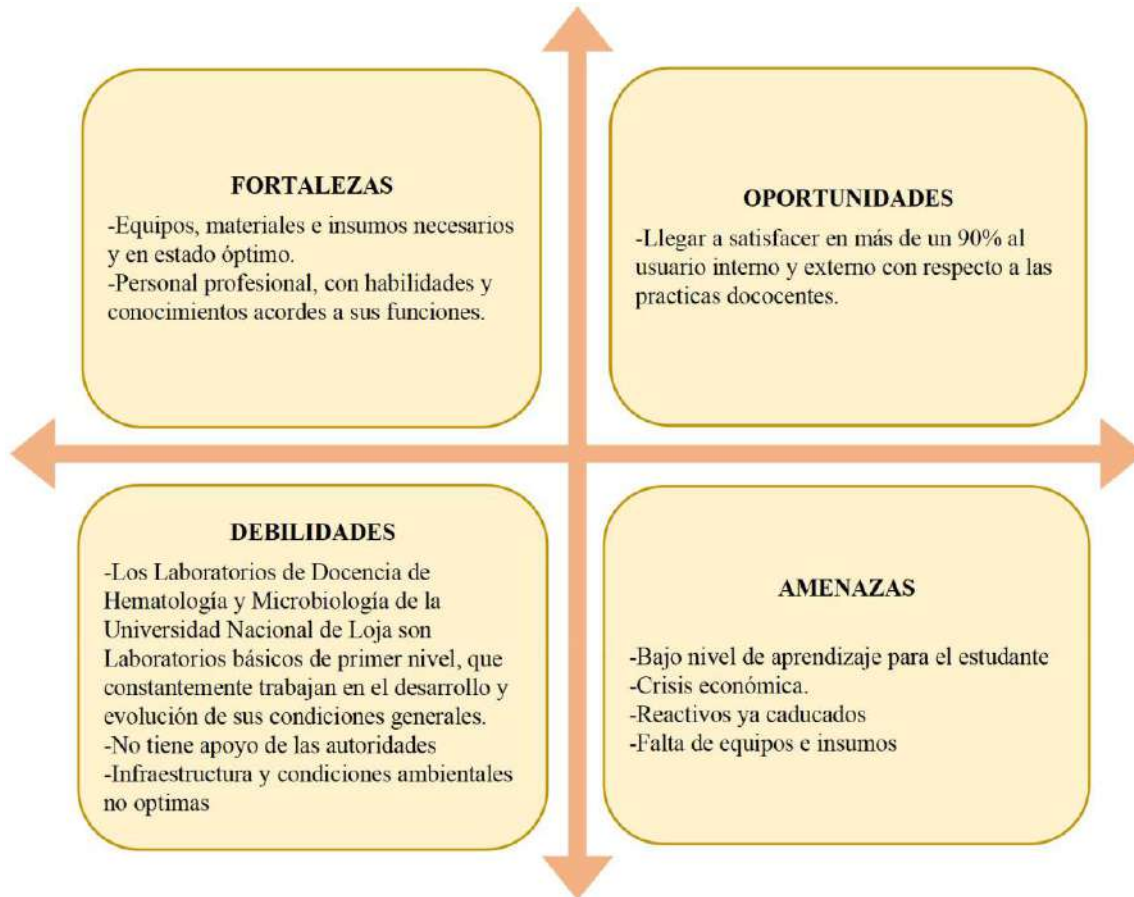 FORTALEZAS
-Equipos, materiales e insumos necesarios
y en estado óptimo.
-Personal profesional, con habilidades y
conocimientos acordes a sus funciones.
OPORTUNIDADES
-Llegar a satisfacer en más de un 90% al
usuario interno y externo con respecto a las
practicas dococentes.
DEBILIDADES
-Los Laboratorios de Docencia de
Hematología y Microbiología de la
Universidad Nacional de Loja son
Laboratorios básicos de primer nivel, que
constantemente trabajan en el desarrollo y
evolución de sus condiciones generales.
-No tiene apoyo de las autoridades
-Infraestructura y condiciones ambientales
no optimas
AMENAZAS
-Bajo nivel de aprendizaje para el estudante
-Crisis económica.
-Reactivos ya caducados
-Falta de equipos e insumos